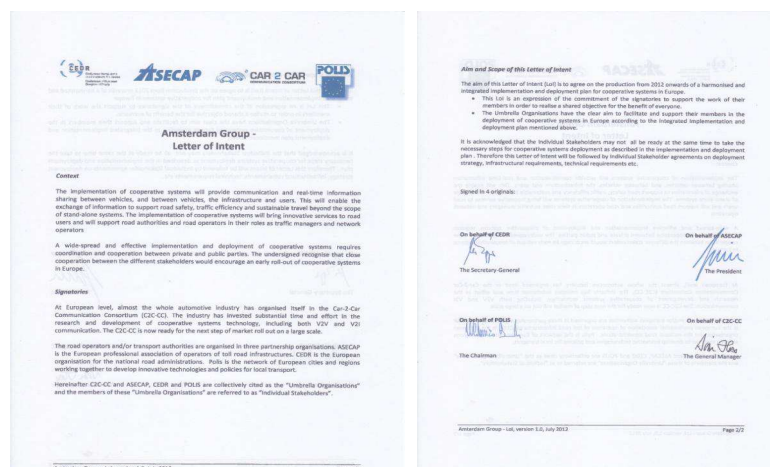 CEDR
ASECAP
CAR 2 CAR
COMMUNICATION CONSORTIUM
POLIS
Amsterdam Group -
Letter of Intent
Context
The implementation of cooperative systems will provide communication and real-time information
sharing between vehicles, and between vehicles, the infrastructure and users. This will enable the
exchange of information to support road safety, traffic efficiency and sustainable travel beyond the scope
of stand-alone systems. The implementation of cooperative systems will bring innovative services to road
users and will support road authorities and road operators in their roles as traffic managers and network
operators
A wide-spread and effective implementation and deployment of cooperative systems requires
coordination and cooperation between private and public parties. The undersigned recognise that close
cooperation between the different stakeholders would encourage an early roll-out of cooperative systems
in Europe.
Signatories
At European level, almost the whole automotive industry has organised itself in the Car-2-Car
Communication Consortium (C2C-CC). The industry has invested substantial time and effort in the
research and development of cooperative systems technology, including both V2V and V2I
communication. The C2C-CC is now ready for the next step of market roll out on a large scale.
The road operators and/or transport authorities are organised in three partnership organisations. ASECAP
is the European professional association of operators of toll road infrastructures. CEDR is the European
organisation for the national road administrations. Polis is the network of European cities and regions
working together to develop innovative technologies and policies for local transport.
Hereinafter C2C-CC and ASECAP, CEDR and POLIS are collectively cited as the "Umbrella Organisations"
and the members of these "Umbrella Organisations" are referred to as "Individual Stakeholders".
Aim and Scope of this Letter of Intent
The aim of this Letter of Intent (LoI) is to agree on the production from 2012 onwards of a harmonised and
integrated implementation and deployment plan for cooperative systems in Europe.
• This LoI is an expression of the commitment of the signatories to support the work of their
members in order to realise a shared objective for the benefit of everyone.
• The Umbrella Organisations have the clear aim to facilitate and support their members in the
deployment of cooperative systems in Europe according to the integrated implementation and
deployment plan mentioned above.
It is acknowledged that the Individual Stakeholders may not all be ready at the same time to take the
necessary steps for cooperative systems deployment as described in the implementation and deployment
plan. Therefore this Letter of Intent will be followed by Individual Stakeholder agreements on deployment
strategy, infrastructural requirements, technical requirements etc.
Signed in 4 originals:
On behalf of CEDR
On behalf of ASECAP
The Secretary-General
The President
On behalf of POLIS
On behalf of C2C-CC
The Chairman
The General Manager
Amsterdam Group - LoI, version 1.0, July 2012
Page 2/2